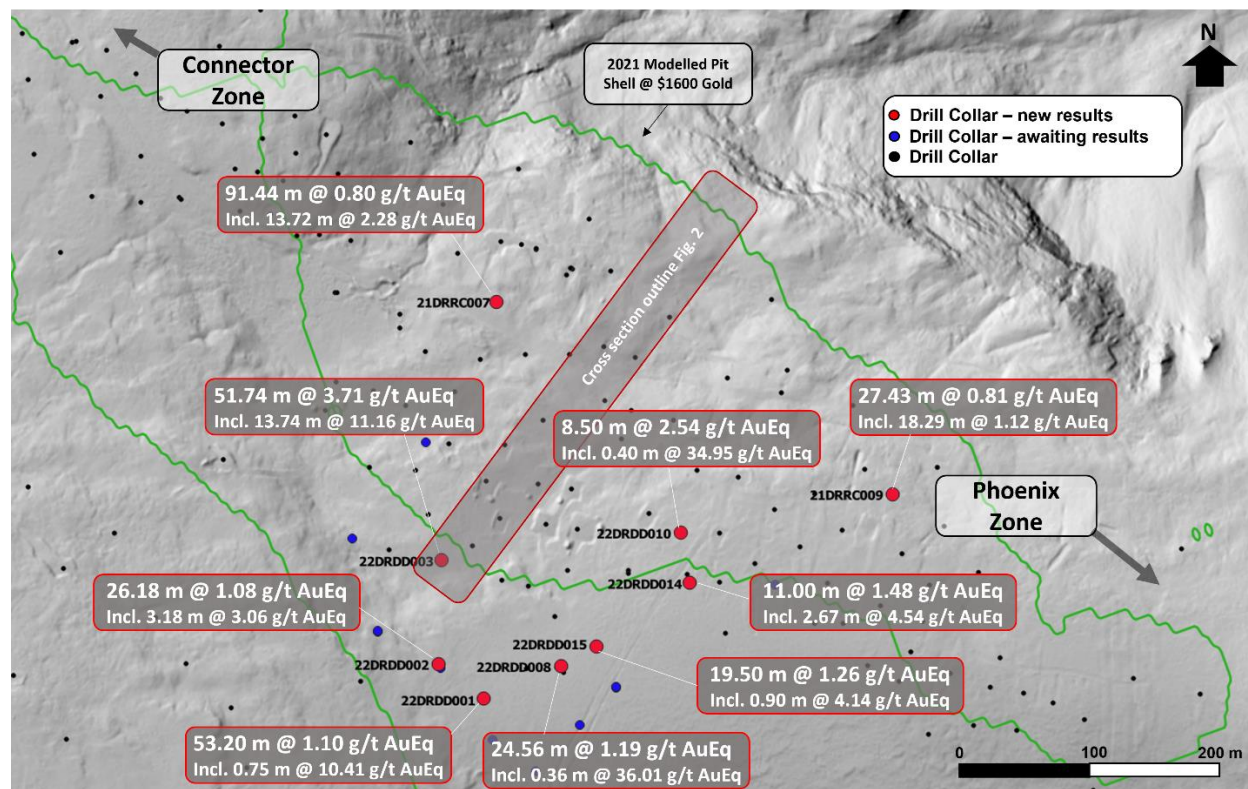 Connector
Zone
2021 Modelled Pit
Shell @ $1600 Gold
N
Drill Collar – new results
Drill Collar – awaiting results
Drill Collar
91.44 m @ 0.80 g/t AuEq
Incl. 13.72 m @ 2.28 g/t AuEq
21DRRC007
Cross section outline Fig. 2
51.74 m @ 3.71 g/t AuEq
Incl. 13.74 m @ 11.16 g/t AuEq
8.50 m @ 2.54 g/t AuEq
Incl. 0.40 m @ 34.95 g/t AuEq
27.43 m @ 0.81 g/t AuEq
Incl. 18.29 m @ 1.12 g/t AuEq
21DRRC009
Phoenix
Zone
22DRDD010
22DRDD003
22DRDD014
26.18 m @ 1.08 g/t AuEq
Incl. 3.18 m @ 3.06 g/t AuEq
11.00 m @ 1.48 g/t AuEq
Incl. 2.67 m @ 4.54 g/t AuEq
22DRDD015
22DRDD002
22DRDD008
19.50 m @ 1.26 g/t AuEq
Incl. 0.90 m @ 4.14 g/t AuEq
22DRDD001
53.20 m @ 1.10 g/t AuEq
Incl. 0.75 m @ 10.41 g/t AuEq
24.56 m @ 1.19 g/t AuEq
Incl. 0.36 m @ 36.01 g/t AuEq
0 100 200 m